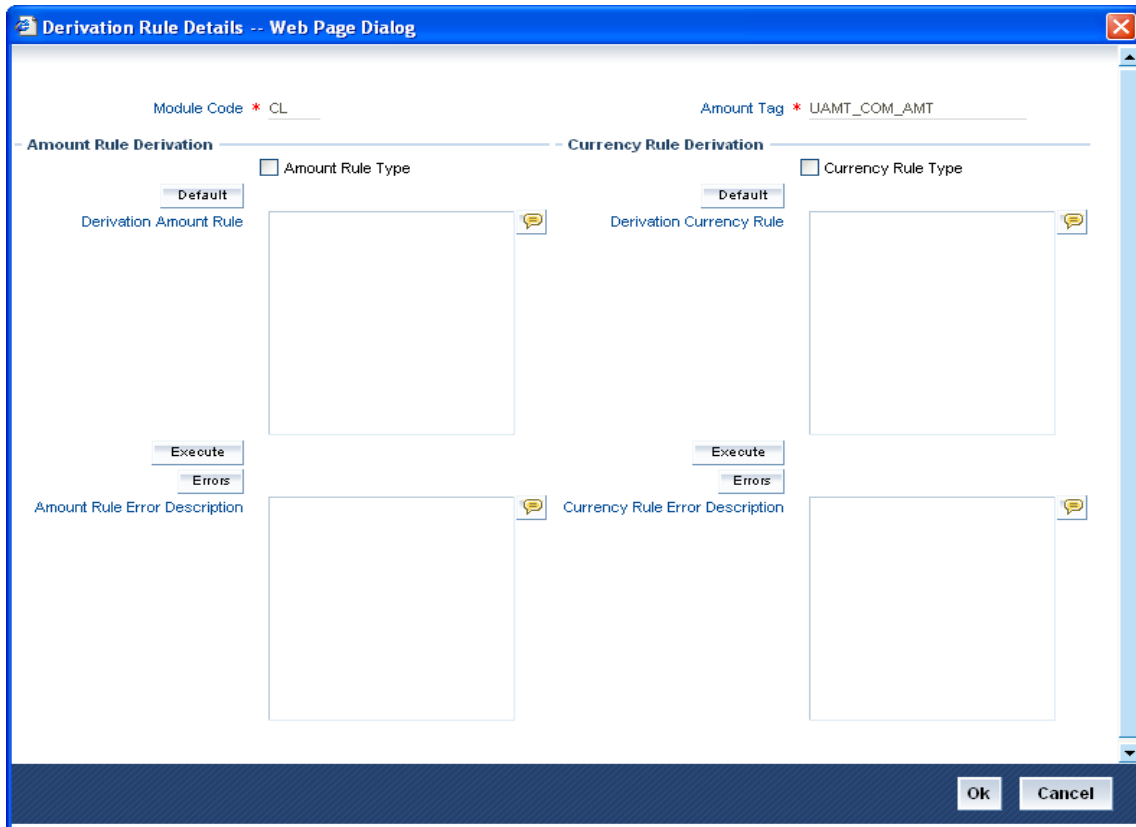 Derivation Rule Details -- Web Page Dialog
Module Code * CL
Amount Tag * UAMT_COM_AMT
Amount Rule Derivation
Amount Rule Type
Default
Derivation Amount Rule
Execute
Errors
Amount Rule Error Description
Currency Rule Derivation
Currency Rule Type
Default
Derivation Currency Rule
Execute
Errors
Currency Rule Error Description
Ok
Cancel